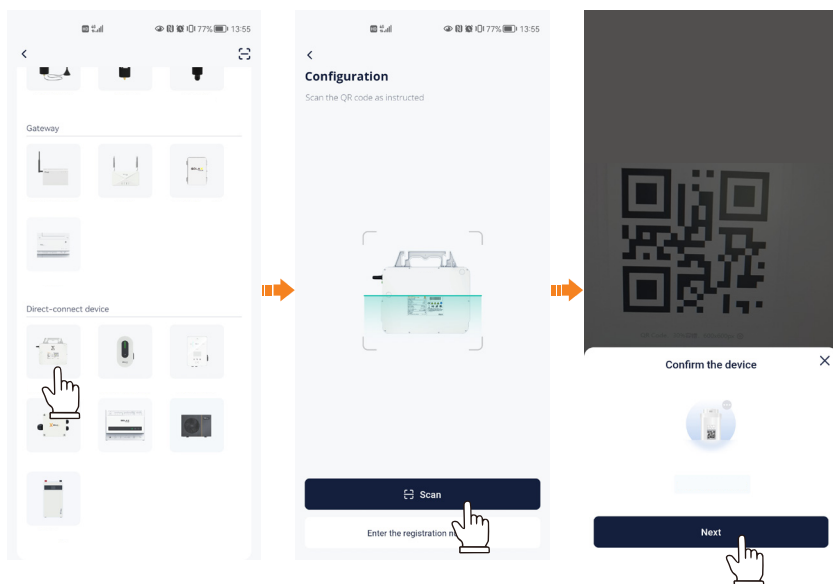 77% 13:55
Gateway
Direct-connect device
77% 13:55
Configuration
Scan the QR code as instructed
Scan
Enter the registration
Confirm the device
Next